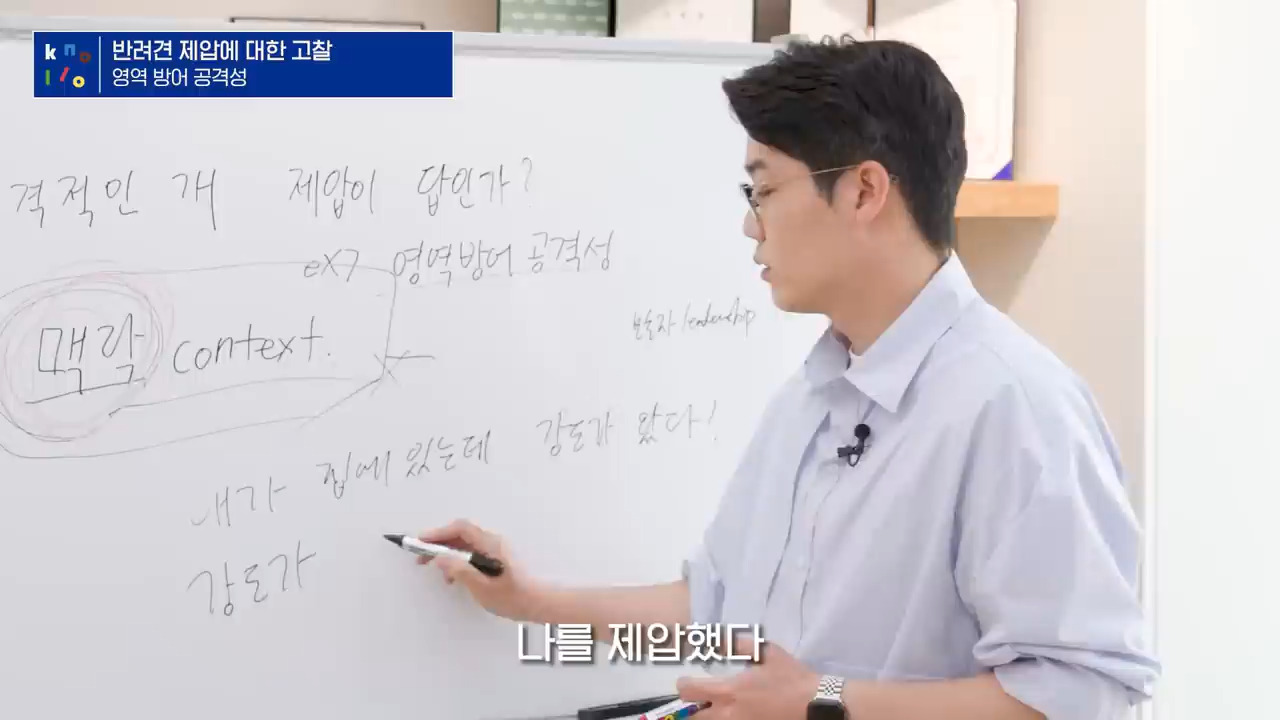 knollo
반려견 제압에 대한 고찰
영역 방어 공격성
격적인 개 제압이 답인가?
ex> 영역방어 공격성
맥락 context.
보호자 leadership
내가 집에 있는데 강도가 왔다!
강도가
나를 제압했다